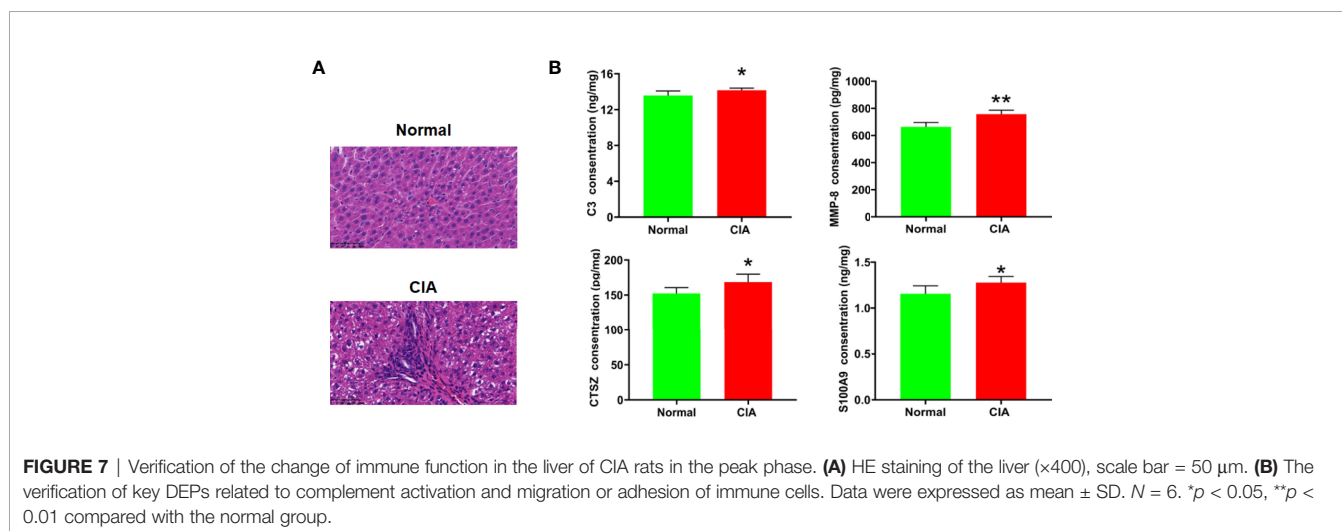 A
B
Normal
CIA
C3 concentration (ng/mg)
16
12
8
4
0
*
Normal
CIA
MMP-8 concentration (pg/mg)
1000
800
600
400
200
0
**
Normal
CIA
CTSZ concentration (pg/mg)
200
150
100
50
0
*
Normal
CIA
S100A9 concentration (ng/mg)
1.5
1.0
0.5
0.0
*
Normal
CIA
FIGURE 7 | Verification of the change of immune function in the liver of CIA rats in the peak phase. (A) HE staining of the liver (×400), scale bar = 50 μm. (B) The
verification of key DEPs related to complement activation and migration or adhesion of immune cells. Data were expressed as mean ± SD. N = 6. *p < 0.05, **p <
0.01 compared with the normal group.